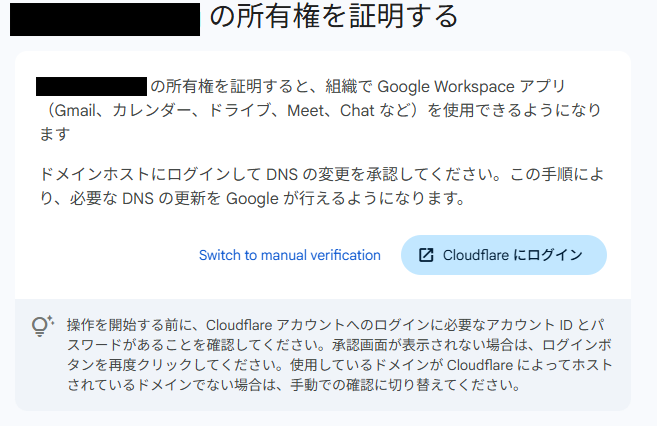 の所有権を証明する
の所有権を証明すると、組織で Google Workspace アプリ
（Gmail、カレンダー、ドライブ、Meet、Chat など）を使用できるようになり
ます
ドメインホストにログインして DNS の変更を承認してください。この手順によ
り、必要な DNS の更新を Google が行えるようになります。
Switch to manual verification
Cloudflare にログイン
操作を開始する前に、Cloudflare アカウントへのログインに必要なアカウント ID とパ
スワードがあることを確認してください。承認画面が表示されない場合は、ログインボ
タンを再度クリックしてください。使用しているドメインが Cloudflare によってホスト
されているドメインでない場合は、手動での確認に切り替えてください。